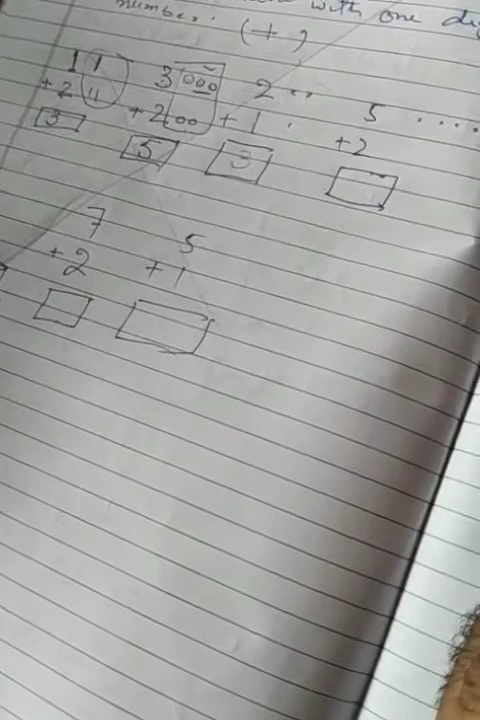 with one
number.
(+)
1 3 2 5
+2 +2 +1 +2
3 5 3
7 5
+2 +1